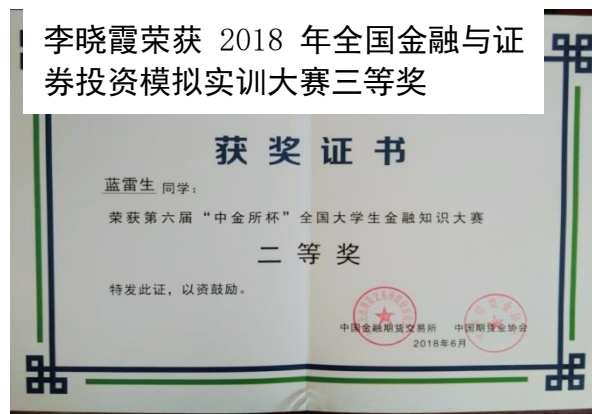 李晓霞荣获 2018 年全国金融与证
券投资模拟实训大赛三等奖
获奖证书
蓝雷生 同学：
荣获第六届“中金所杯”全国大学生金融知识大赛
二等奖
特发此证，以资鼓励。
中国金融期货交易所 中国期货业协会
2018年6月